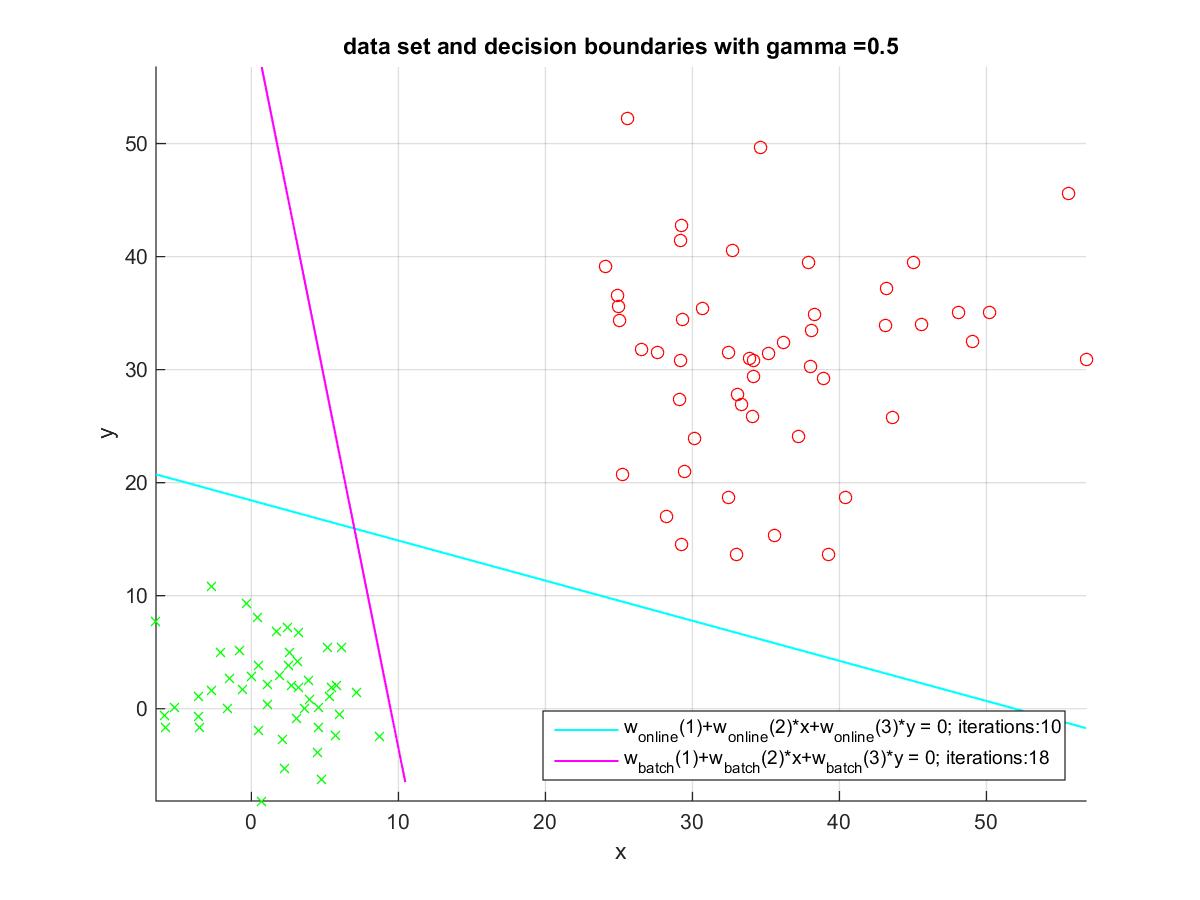 data set and decision boundaries with gamma =0.5
50
40
30
20
10
0
y
w_online(1)+w_online(2)*x+w_online(3)*y = 0; iterations:10
w_batch(1)+w_batch(2)*x+w_batch(3)*y = 0; iterations:18
0 10 20 30 40 50
x